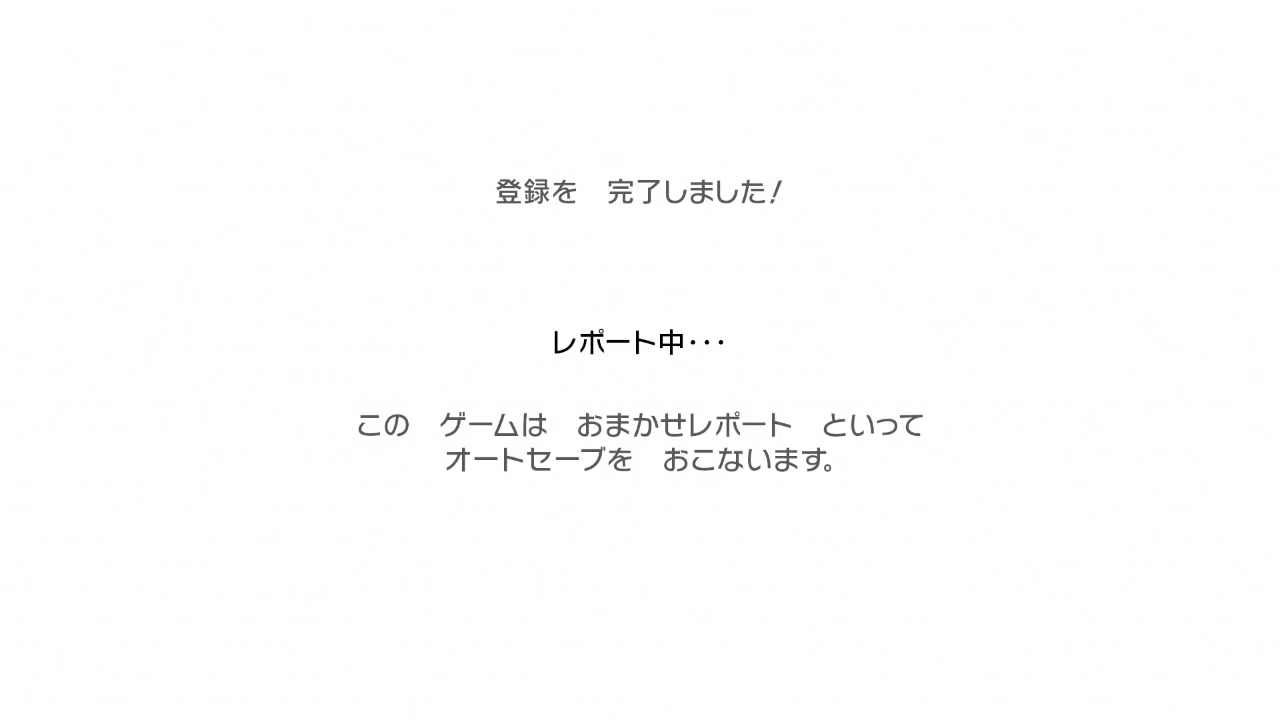 登録を　完了しました！
レポート中･･･
この　ゲームは　おまかせレポート　といって
オートセーブを　おこないます。